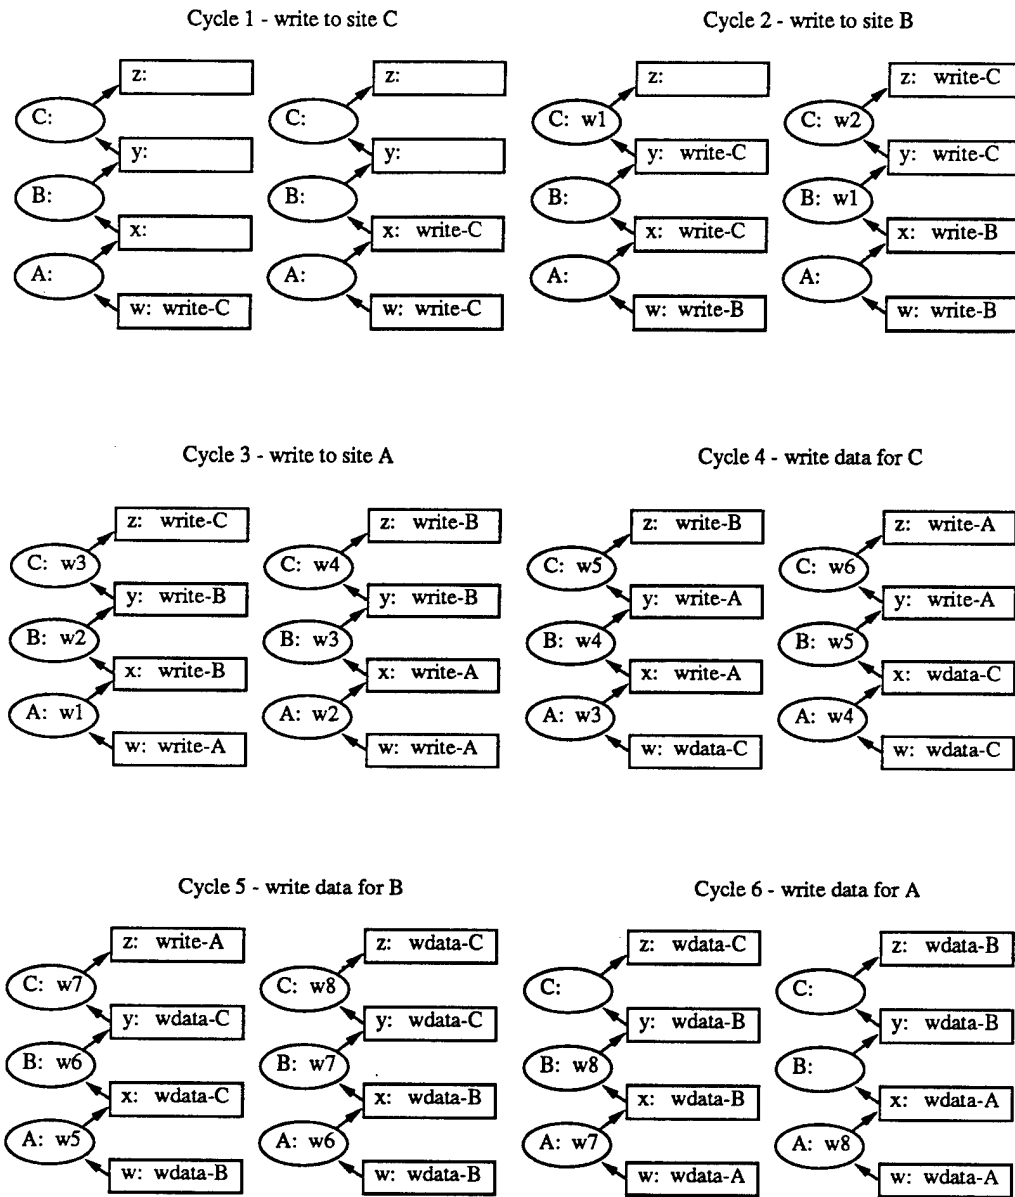 Cycle 1 - write to site C
z:
C:
y:
B:
x:
A:
w: write-C
z:
C:
y:
B:
x: write-C
A:
w: write-C
Cycle 2 - write to site B
z:
C: w1
y: write-C
B:
x: write-C
A:
w: write-B
z: write-C
C: w2
y: write-C
B: w1
x: write-B
A:
w: write-B
Cycle 3 - write to site A
z: write-C
C: w3
y: write-B
B: w2
x: write-B
A: w1
w: write-A
z: write-B
C: w4
y: write-B
B: w3
x: write-A
A: w2
w: write-A
Cycle 4 - write data for C
z: write-B
C: w5
y: write-A
B: w4
x: write-A
A: w3
w: wdata-C
z: write-A
C: w6
y: write-A
B: w5
x: wdata-C
A: w4
w: wdata-C
Cycle 5 - write data for B
z: write-A
C: w7
y: wdata-C
B: w6
x: wdata-C
A: w5
w: wdata-B
z: wdata-C
C: w8
y: wdata-C
B: w7
x: wdata-B
A: w6
w: wdata-B
Cycle 6 - write data for A
z: wdata-C
C:
y: wdata-B
B: w8
x: wdata-B
A: w7
w: wdata-A
z: wdata-B
C:
y: wdata-B
B:
x: wdata-A
A: w8
w: wdata-A